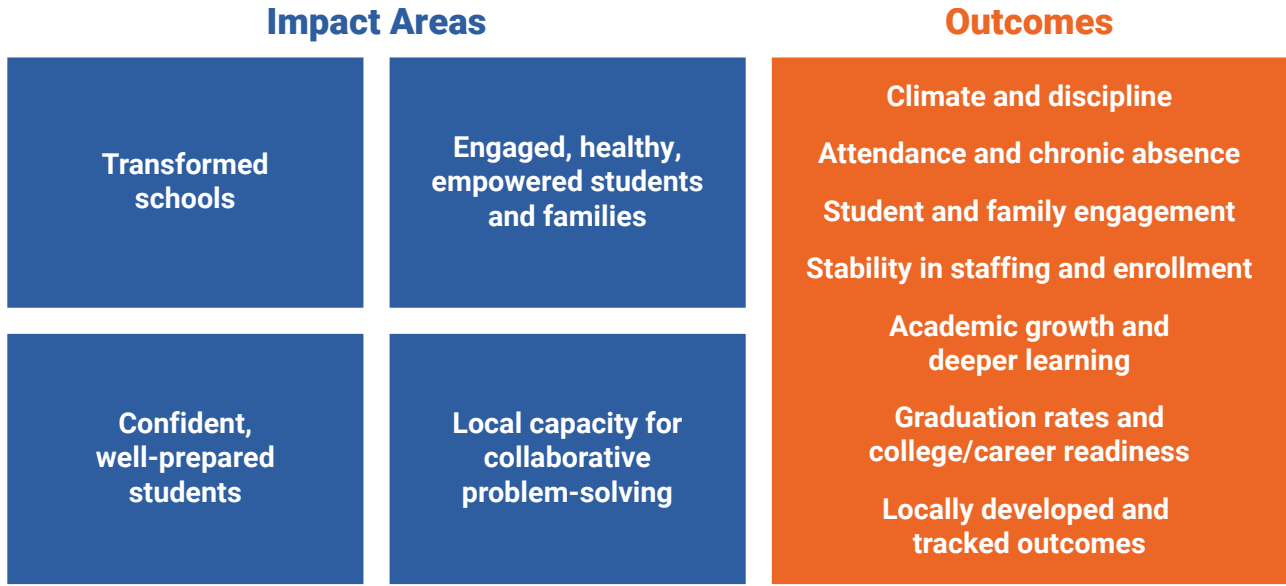 Impact Areas
Transformed
schools
Engaged, healthy,
empowered students
and families
Confident,
well-prepared
students
Local capacity for
collaborative
problem-solving
Outcomes
Climate and discipline
Attendance and chronic absence
Student and family engagement
Stability in staffing and enrollment
Academic growth and
deeper learning
Graduation rates and
college/career readiness
Locally developed and
tracked outcomes